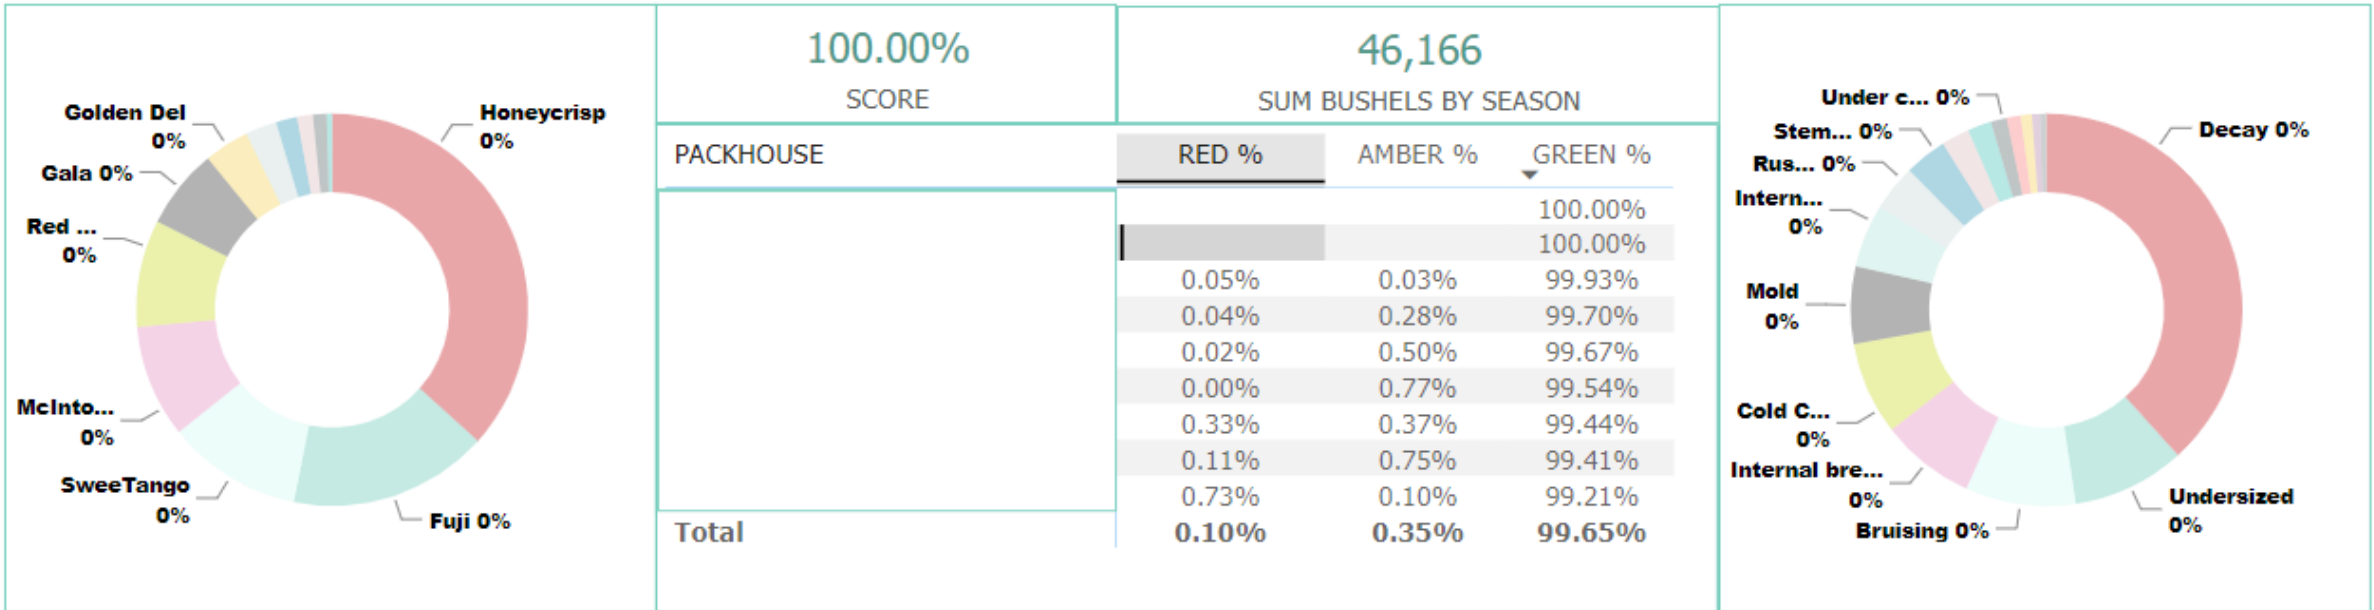 Golden Del
0%
Honeycrisp
0%
Gala 0%
Red ...
0%
McInto...
0%
SweeTango
0%
Fuji 0%
100.00%
SCORE
46,166
SUM BUSHELS BY SEASON
PACKHOUSE RED % AMBER % GREEN %
100.00%
100.00%
0.05% 0.03% 99.93%
0.04% 0.28% 99.70%
0.02% 0.50% 99.67%
0.00% 0.77% 99.54%
0.33% 0.37% 99.44%
0.11% 0.75% 99.41%
0.73% 0.10% 99.21%
Total 0.10% 0.35% 99.65%
Under c... 0%
Stem... 0%
Rus... 0%
Intern...
0%
Mold
0%
Cold C...
0%
Internal bre...
0%
Bruising 0%
Decay 0%
Undersized
0%